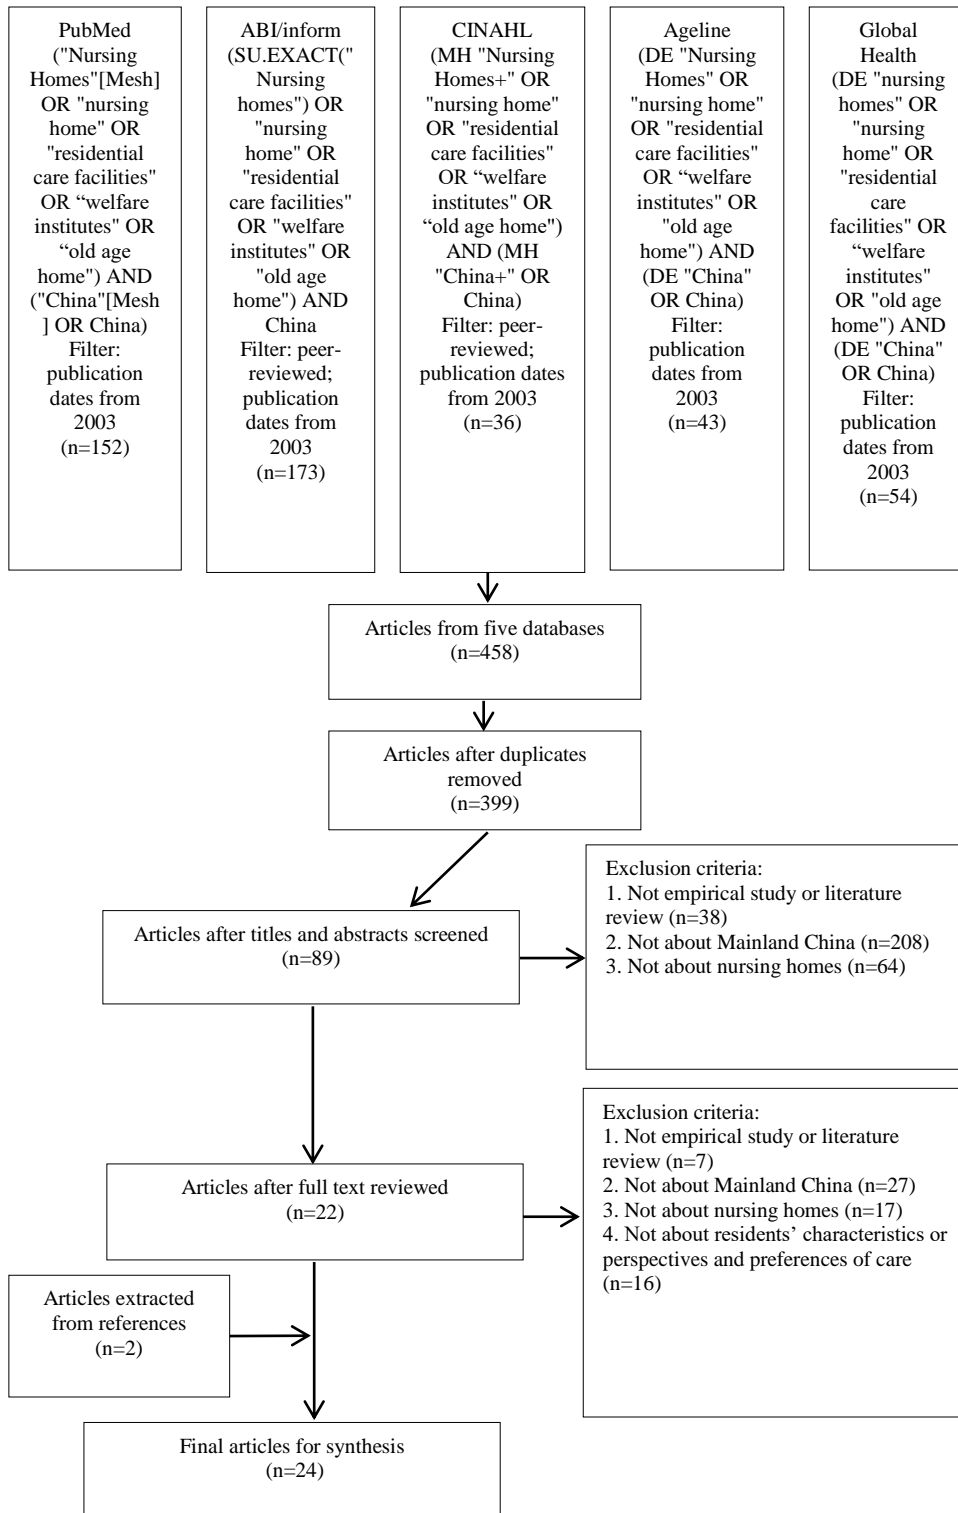 PubMed
("Nursing
Homes"[Mesh]
OR "nursing
home" OR
"residential
care facilities"
OR “welfare
institutes" OR
“old age
home") AND
("China"[Mesh
] OR China)
Filter:
publication
dates from
2003
(n=152)
ABI/inform
(SU.EXACT("
Nursing
homes") OR
"nursing
home" OR
"residential
care facilities"
OR "welfare
institutes" OR
"old age
home") AND
China
Filter: peer-
reviewed;
publication
dates from
2003
(n=173)
CINAHL
(MH "Nursing
Homes+" OR
"nursing home"
OR "residential
care facilities"
OR “welfare
institutes" OR
“old age home")
AND (MH
"China+" OR
China)
Filter: peer-
reviewed;
publication dates
from 2003
(n=36)
Ageline
(DE "Nursing
Homes" OR
"nursing home"
OR "residential
care facilities"
OR “welfare
institutes" OR
"old age
home") AND
(DE "China"
OR China)
Filter:
publication
dates from
2003
(n=43)
Global
Health
(DE "nursing
homes" OR
"nursing
home" OR
"residential
care
facilities" OR
“welfare
institutes"
OR "old age
home") AND
(DE "China"
OR China)
Filter:
publication
dates from
2003
(n=54)
Articles from five databases
(n=458)
Articles after duplicates
removed
(n=399)
Articles after titles and abstracts screened
(n=89)
Exclusion criteria:
1. Not empirical study or literature
review (n=38)
2. Not about Mainland China (n=208)
3. Not about nursing homes (n=64)
Articles after full text reviewed
(n=22)
Exclusion criteria:
1. Not empirical study or literature
review (n=7)
2. Not about Mainland China (n=27)
3. Not about nursing homes (n=17)
4. Not about residents’ characteristics or
perspectives and preferences of care
(n=16)
Articles extracted
from references
(n=2)
Final articles for synthesis
(n=24)